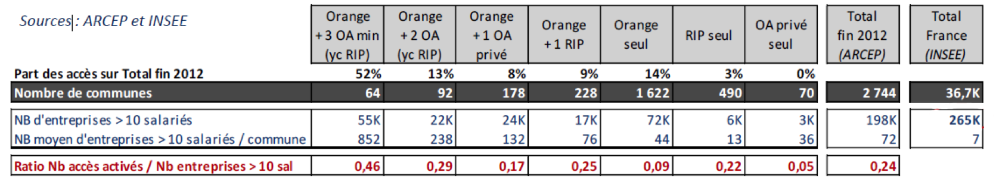 Sources : ARCEP et INSEE
Orange + 3 OA min (yc RIP) Orange + 2 OA (yc RIP) Orange + 1 OA privé Orange + 1 RIP Orange seul RIP seul OA privé seul Total fin 2012 (ARCEP) Total France (INSEE)
Part des accès sur Total fin 2012 52% 13% 8% 9% 14% 3% 0%
Nombre de communes 64 92 178 228 1 622 490 70 2 744 36,7K
NB d'entreprises > 10 salariés 55K 22K 24K 17K 72K 6K 3K 198K 265K
NB moyen d'entreprises > 10 salariés / commune 852 238 132 76 44 13 36 72 7
Ratio Nb accès activés / Nb entreprises > 10 sal 0,46 0,29 0,17 0,25 0,09 0,22 0,05 0,24